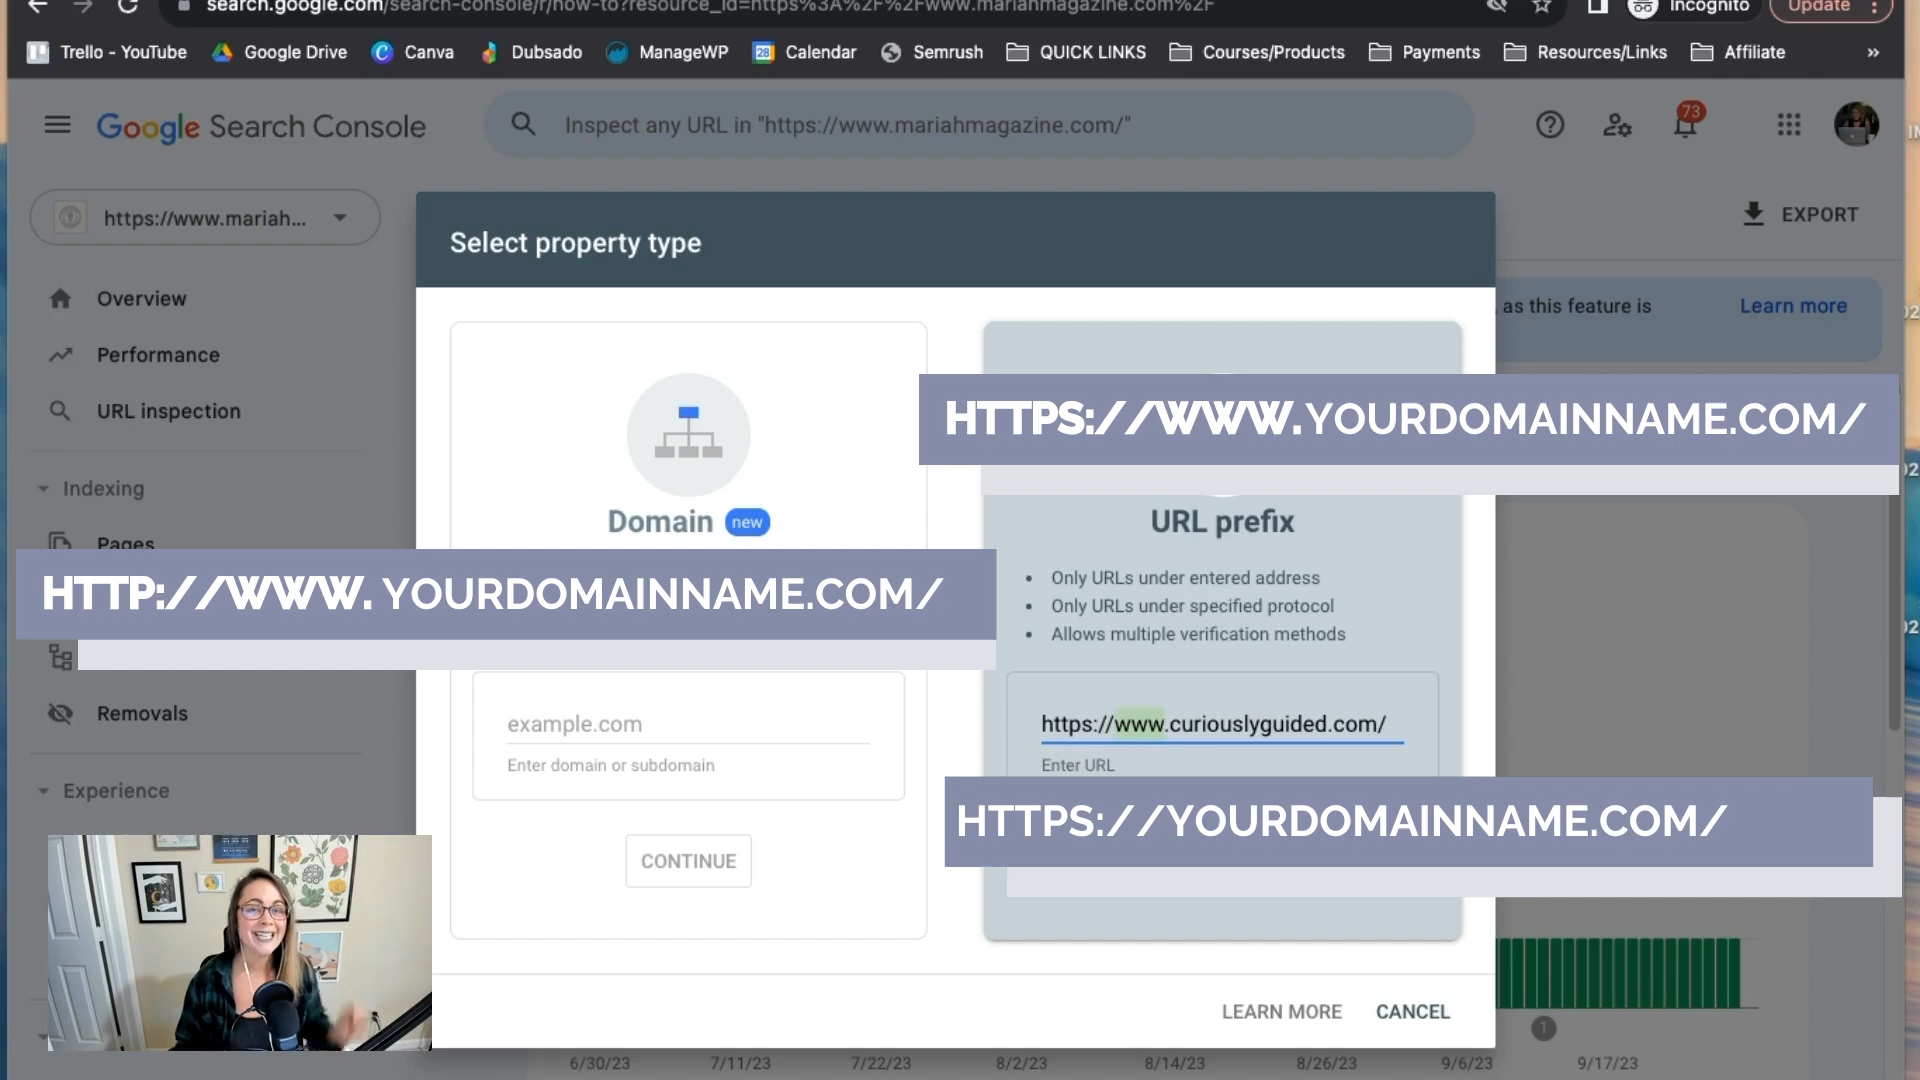 search.google.com/search-console/r/how-to?resource_id=https%3A%2F%2Fwww.mariahmagazine.com%2F
Incognito
Update
Trello - YouTube
Google Drive
Canva
Dubsado
ManageWP
28
Calendar
Semrush
QUICK LINKS
Courses/Products
Payments
Resources/Links
Affiliate
»
Google Search Console
Inspect any URL in "https://www.mariahmagazine.com/"
73
https://www.mariah...
EXPORT
Select property type
Overview
as this feature is
Learn more
Performance
URL inspection
HTTPS://WWW.YOURDOMAINNAME.COM/
Indexing
Domain new
URL prefix
Pages
HTTP://WWW. YOURDOMAINNAME.COM/
Only URLs under entered address
Only URLs under specified protocol
Allows multiple verification methods
Removals
example.com
Enter domain or subdomain
https://www.curiouslyguided.com/
Enter URL
Experience
HTTPS://YOURDOMAINNAME.COM/
CONTINUE
LEARN MORE
CANCEL
1
6/30/23
7/11/23
7/22/23
8/2/23
8/14/23
8/26/23
9/6/23
9/17/23